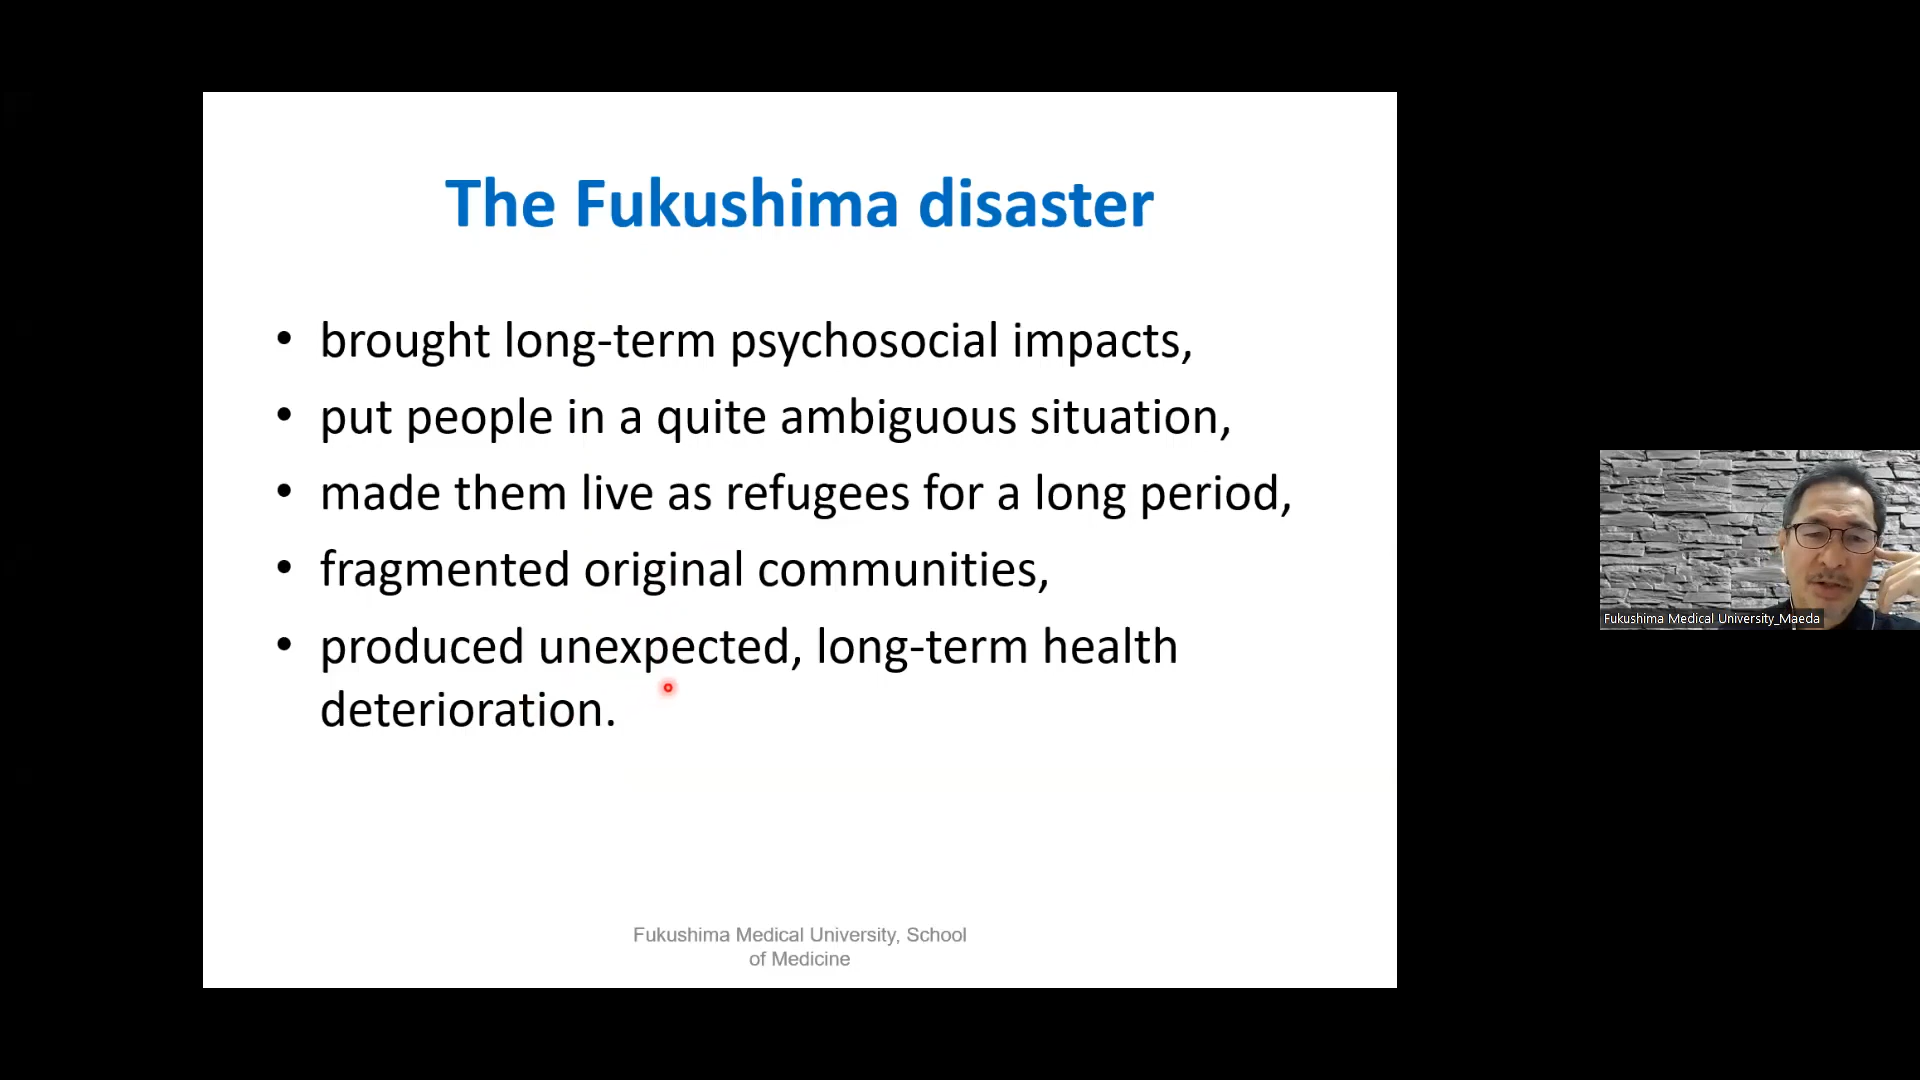 The Fukushima disaster
• brought long-term psychosocial impacts,
• put people in a quite ambiguous situation,
• made them live as refugees for a long period,
• fragmented original communities,
• produced unexpected, long-term health
deterioration.
Fukushima Medical University, School
of Medicine
Fukushima Medical University_Maeda